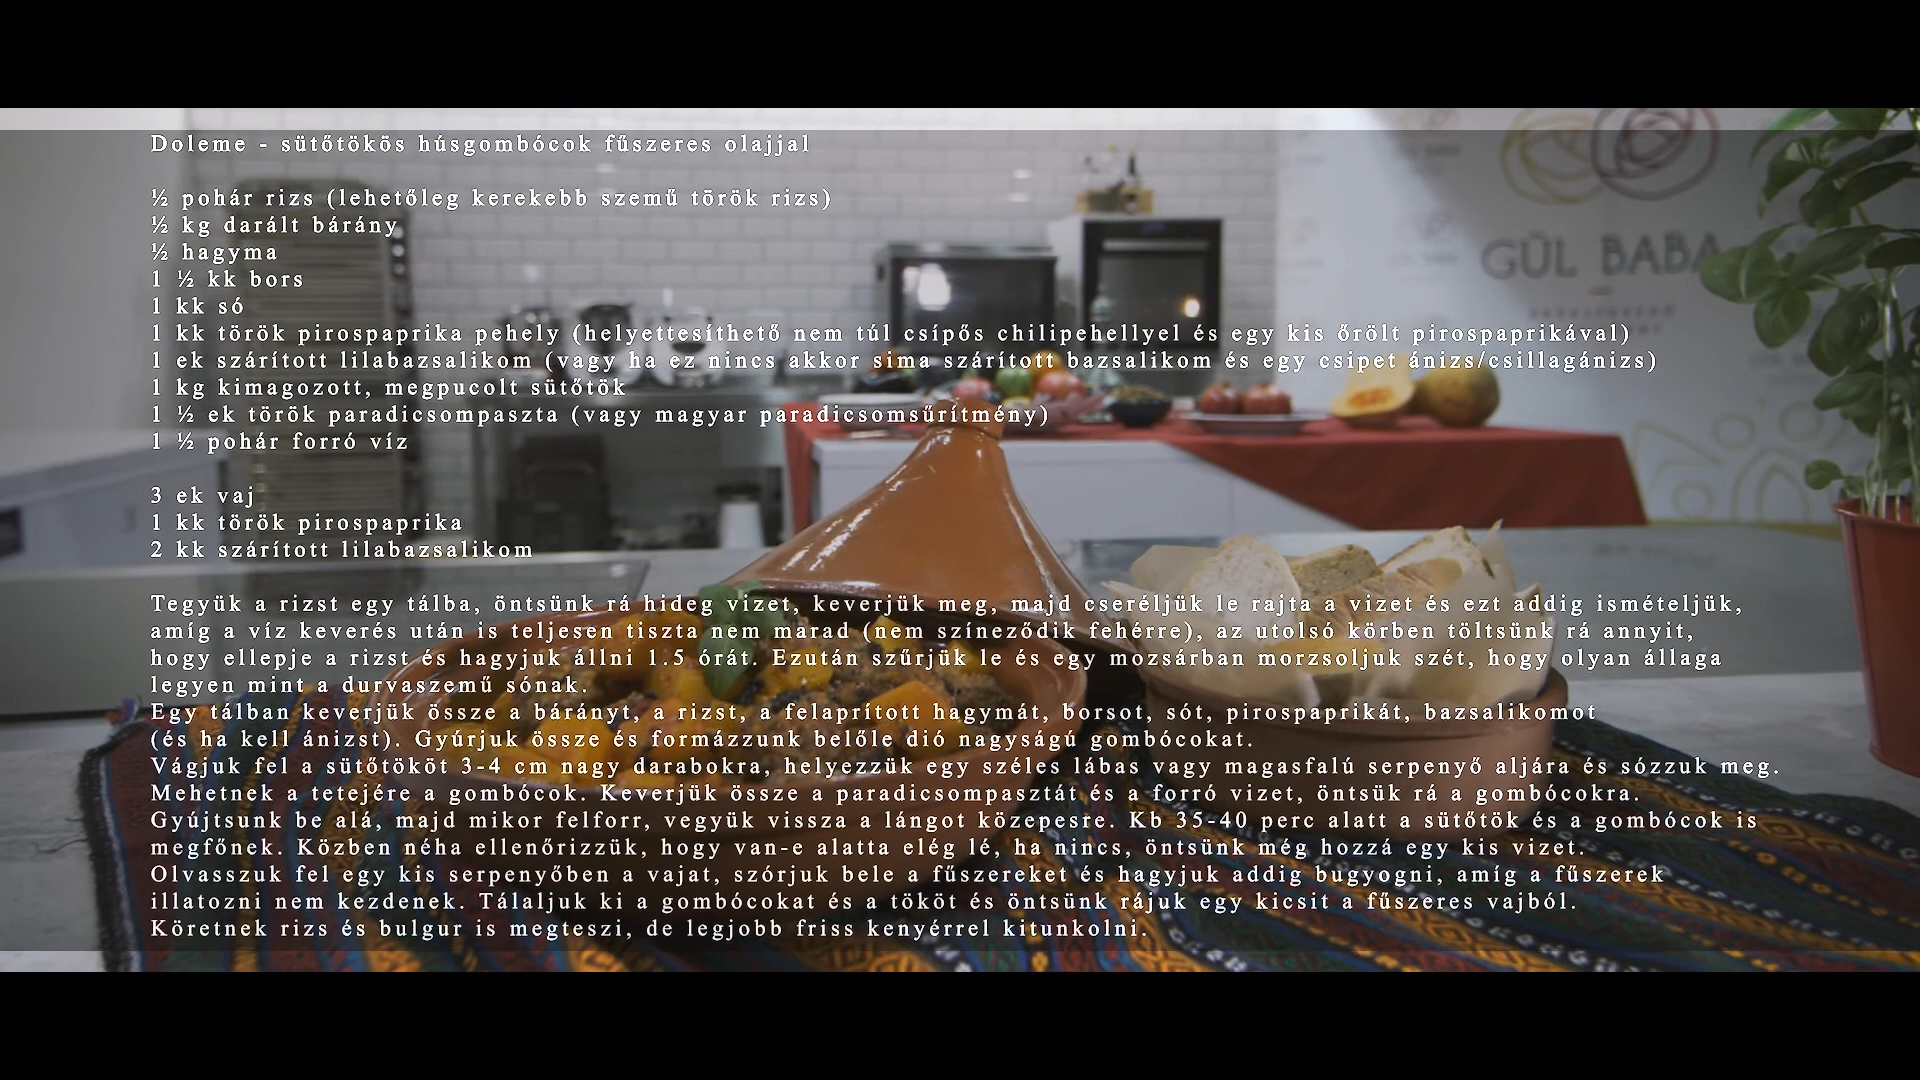 Doleme - sütőtökös húsgombócok fűszeres olajjal
½ pohár rizs (lehetőleg kerekebb szemű török rizs)
½ kg darált bárány
½ hagyma
1 ½ kk bors
1 kk só
1 kk török pirospaprika pehely (helyettesíthető nem túl csípős chilipehellyel és egy kis őrölt pirospaprikával)
1 ek szárított lilabazsalikom (vagy ha ez nincs akkor sima szárított bazsalikom és egy csipet ánizs/csillagánizs)
1 kg kimagozott, megpucolt sütőtök
1 ½ ek török paradicsompaszta (vagy magyar paradicsomsűrítmény)
1 ½ pohár forró víz
3 ek vaj
1 kk török pirospaprika
2 kk szárított lilabazsalikom
Tegyük a rizst egy tálba, öntsünk rá hideg vizet, keverjük meg, majd cseréljük le rajta a vizet és ezt addig ismételjük,
amíg a víz keverés után is teljesen tiszta nem marad (nem színeződik fehérre), az utolsó körben töltsünk rá annyit,
hogy ellepje a rizst és hagyjuk állni 1.5 órát. Ezután szűrjük le és egy mozsárban morzsoljuk szét, hogy olyan állaga
legyen mint a durvaszemű sónak.
Egy tálban keverjük össze a bárányt, a rizst, a felaprított hagymát, borsot, sót, pirospaprikát, bazsalikomot
(és ha kell ánizst). Gyúrjuk össze és formázzunk belőle dió nagyságú gombócokat.
Vágjuk fel a sütőtököt 3-4 cm nagy darabokra, helyezzük egy széles lábas vagy magasfalú serpenyő aljára és sózzuk meg.
Mehetnek a tetejére a gombócok. Keverjük össze a paradicsompasztát és a forró vizet, öntsük rá a gombócokra.
Gyújtsunk be alá, majd mikor felforr, vegyük vissza a lángot közepesre. Kb 35-40 perc alatt a sütőtök és a gombócok is
megfőnek. Közben néha ellenőrizzük, hogy van-e alatta elég lé, ha nincs, öntsünk még hozzá egy kis vizet.
Olvasszuk fel egy kis serpenyőben a vajat, szórjuk bele a fűszereket és hagyjuk addig bugyogni, amíg a fűszerek
illatozni nem kezdenek. Tálaljuk ki a gombócokat és a tököt és öntsünk rájuk egy kicsit a fűszeres vajból.
Köretnek rizs és bulgur is megteszi, de legjobb friss kenyérrel kitunkolni.
GÜL BABA